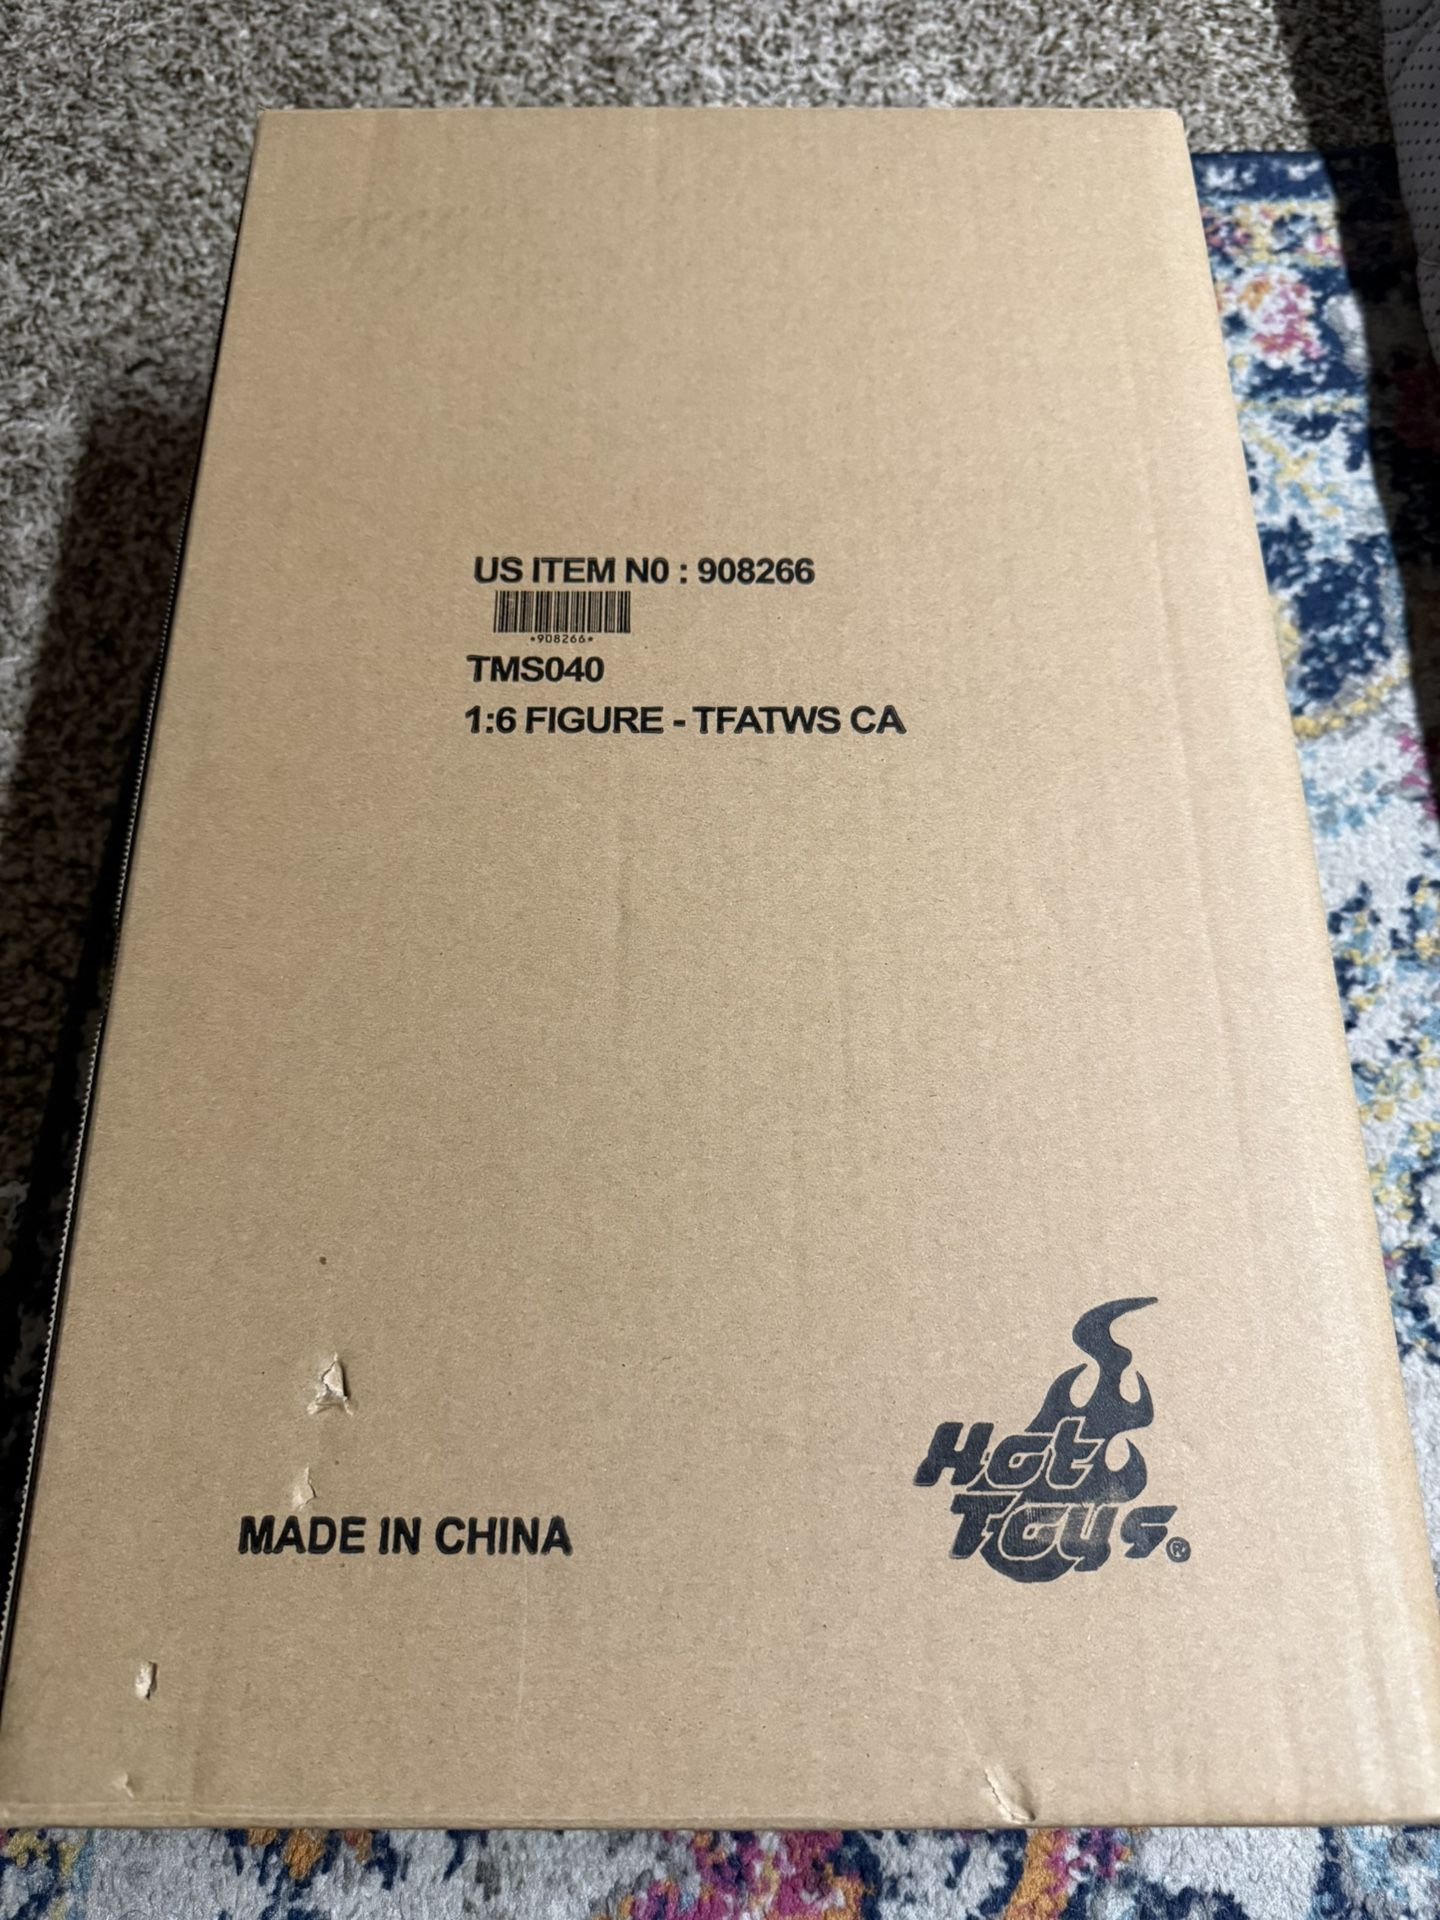 US ITEM N0 : 908266
*908266*
TMS040
1:6 FIGURE - TFATWS CA
MADE IN CHINA
Hot
Toys®